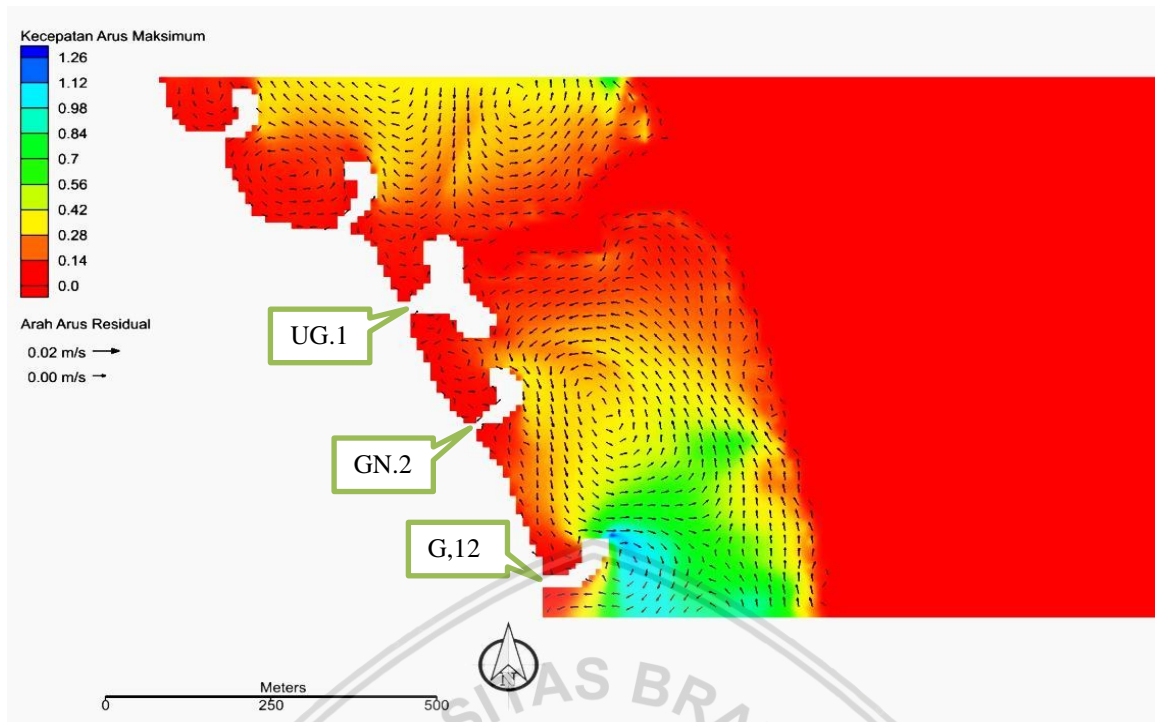 Kecepatan Arus Maksimum
1.26
1.12
0.98
0.84
0.7
0.56
0.42
0.28
0.14
0.0
Arah Arus Residual
0.02 m/s
0.00 m/s
UG.1
GN.2
G,12
N
Meters
0 250 500
SITAS BRA